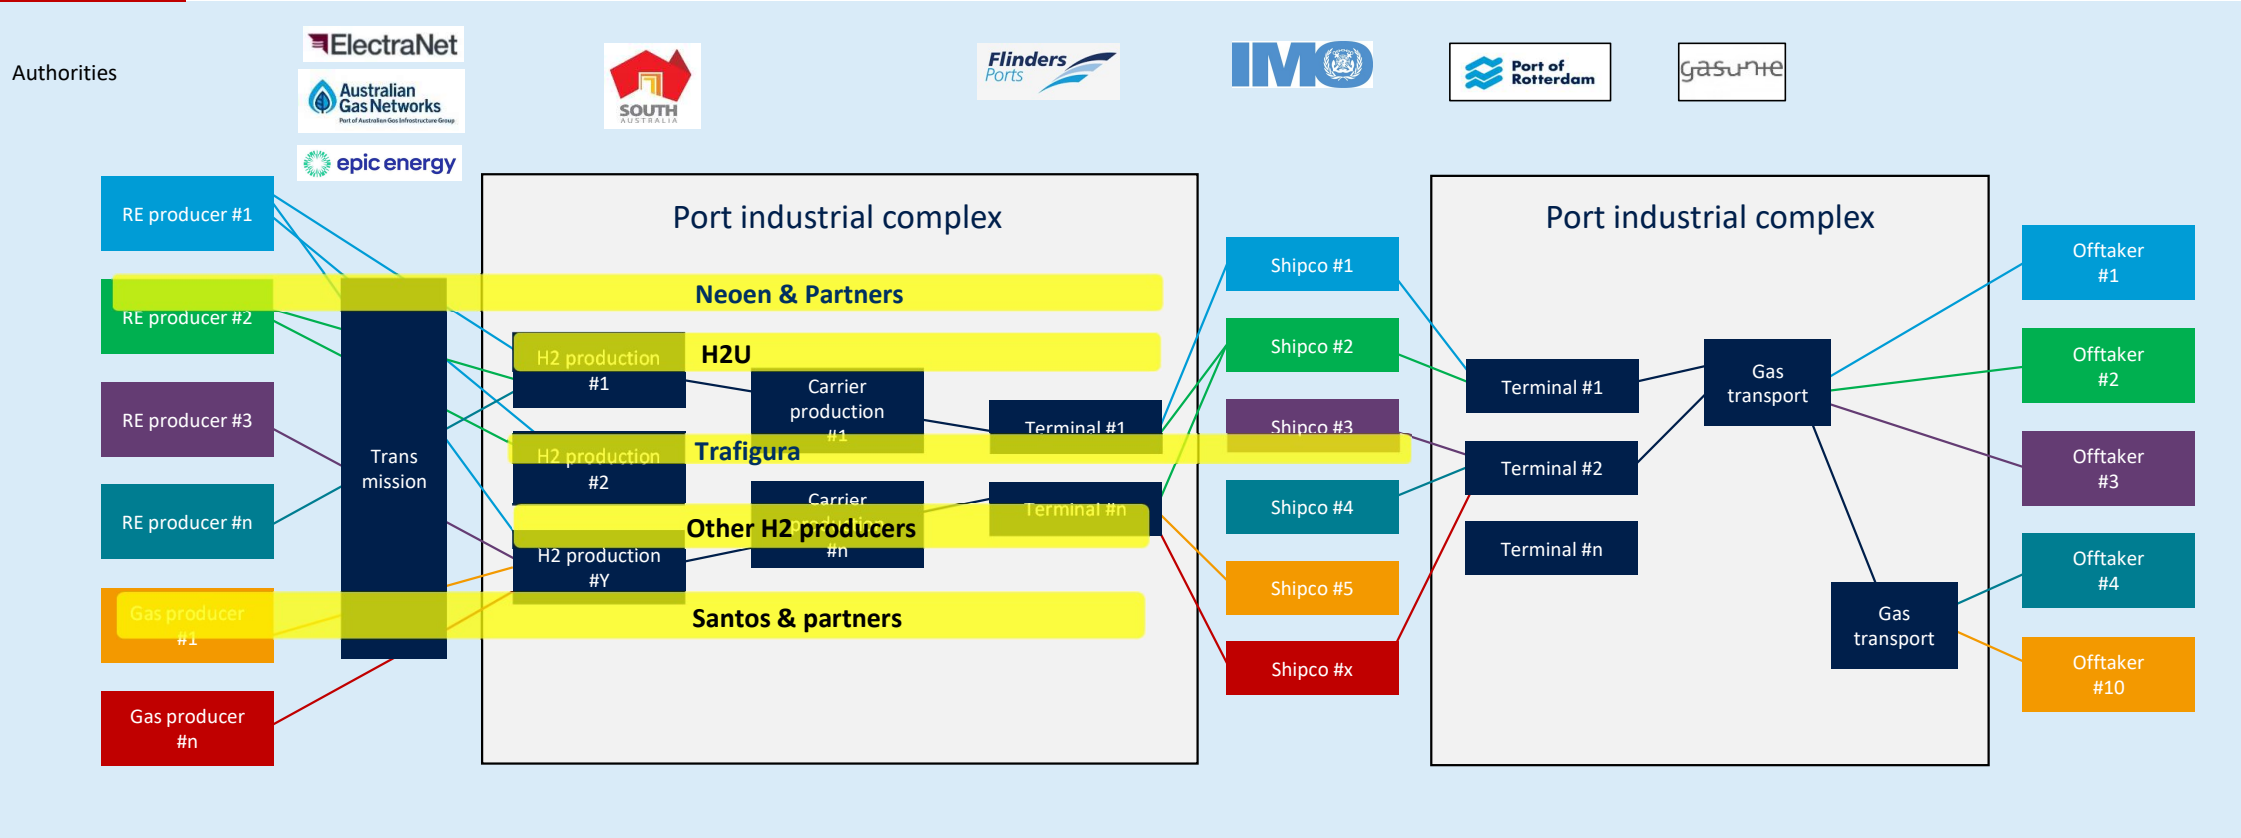 Authorities
ElectraNet
Australian
Gas Networks
Part of Australian Gas Infrastructure Group
epic energy
SOUTH
AUSTRALIA
Flinders
Ports
IMO
Port of
Rotterdam
gasunie
RE producer #1
RE producer #2
RE producer #3
RE producer #n
Gas producer
#1
Gas producer
#n
Trans
mission
Port industrial complex
Neoen & Partners
H2U
H2 production
#1
Carrier
production
#1
Terminal #1
Trafigura
H2 production
#2
Carrier
production
#n
Terminal #n
Other H2 producers
H2 production
#Y
Santos & partners
Shipco #1
Shipco #2
Shipco #3
Shipco #4
Shipco #5
Shipco #x
Port industrial complex
Terminal #1
Terminal #2
Terminal #n
Gas
transport
Gas
transport
Offtaker
#1
Offtaker
#2
Offtaker
#3
Offtaker
#4
Offtaker
#10